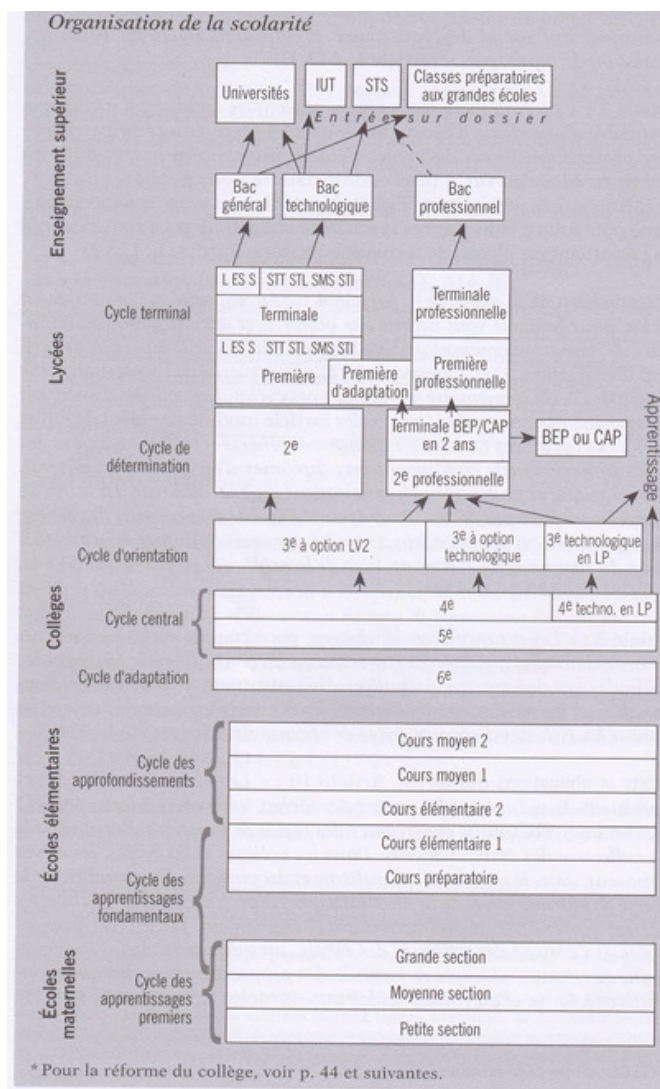 Organisation de la scolarité
Enseignement supérieur
Universités
IUT
STS
Classes préparatoires
aux grandes écoles
Entrée sur dossier
Bac
général
Bac
technologique
Bac
professionnel
Lycées
Cycle terminal
L ES S
STT STL SMS STI
Terminale
L ES S
STT STL SMS STI
Première
Première
d'adaptation
Terminale
professionnelle
Première
professionnelle
Cycle de
détermination
2e
Terminale BEP/CAP
en 2 ans
2e professionnelle
BEP ou CAP
Apprentissage
Collèges
Cycle d'orientation
3e à option LV2
3e à option
technologique
3e technologique
en LP
Cycle central
4e
4e techno. en LP
5e
Cycle d'adaptation
6e
Écoles élémentaires
Cycle des
approfondissements
Cours moyen 2
Cours moyen 1
Cours élémentaire 2
Cycle des
apprentissages
fondamentaux
Cours élémentaire 1
Cours préparatoire
Écoles
maternelles
Cycle des
apprentissages
premiers
Grande section
Moyenne section
Petite section
* Pour la réforme du collège, voir p. 44 et suivantes.